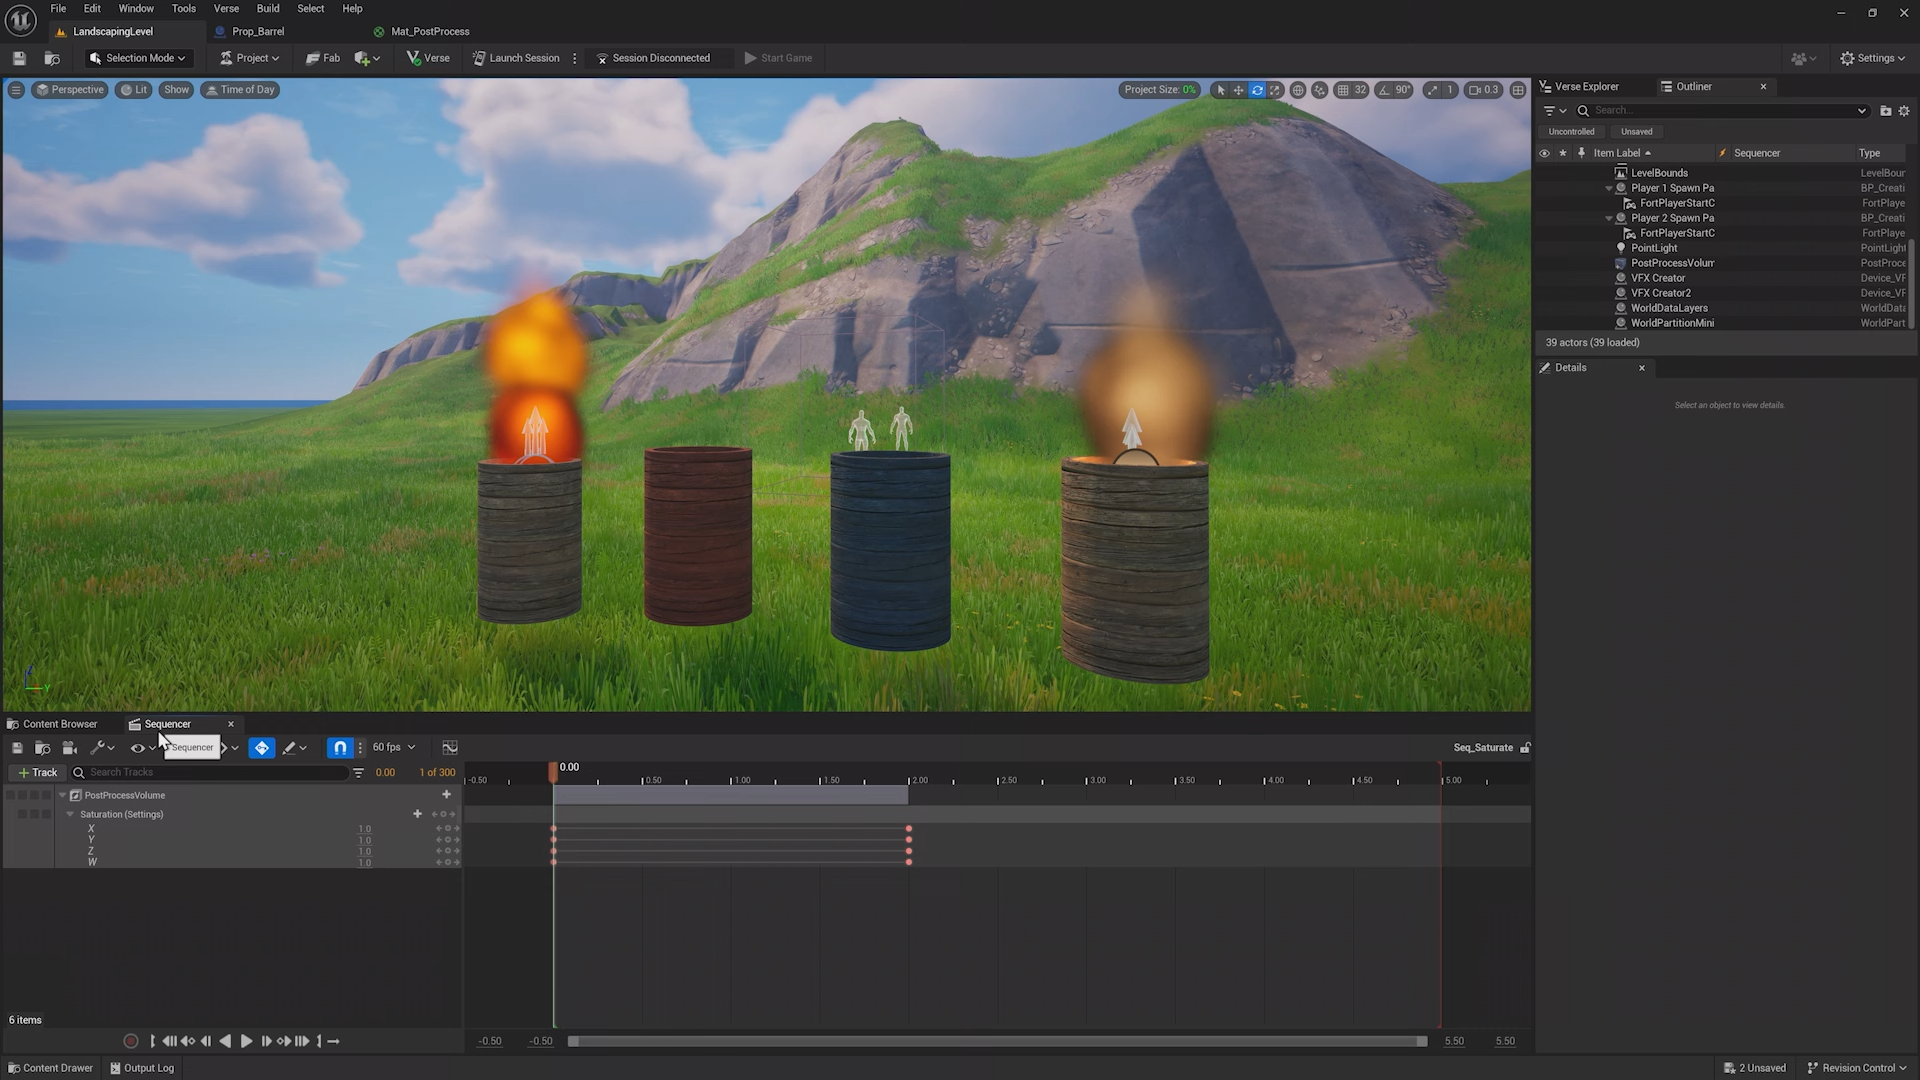 File Edit Window Tools Verse Build Select Help
LandscapingLevel Prop_Barrel Mat_PostProcess
Selection Mode Project Fab Verse Launch Session Session Disconnected Start Game Settings
Perspective Lit Show Time of Day Project Size: 0% 32 90° 1 0.3
Verse Explorer Outliner
Search...
Uncontrolled Unsaved
Item Label Sequencer Type
LevelBounds LevelBour
Player 1 Spawn Pa BP_Creati
FortPlayerStartC FortPlaye
Player 2 Spawn Pa BP_Creati
FortPlayerStartC FortPlaye
PointLight PointLight
PostProcessVolum PostProce
VFX Creator Device_VF
VFX Creator2 Device_VF
WorldDataLayers WorldData
WorldPartitionMini WorldPart
39 actors (39 loaded)
Details
Select an object to view details.
Z
Y
Content Browser Sequencer
Sequencer 60 fps Seq_Saturate
Track Search Tracks 0.00 1 of 300
0.00
-0.50 0.50 1.00 1.50 2.00 2.50 3.00 3.50 4.00 4.50 5.00
PostProcessVolume
Saturation (Settings)
X 1.0
Y 1.0
Z 1.0
W 1.0
6 items
-0.50 -0.50 5.50 5.50
Content Drawer Output Log 2 Unsaved Revision Control